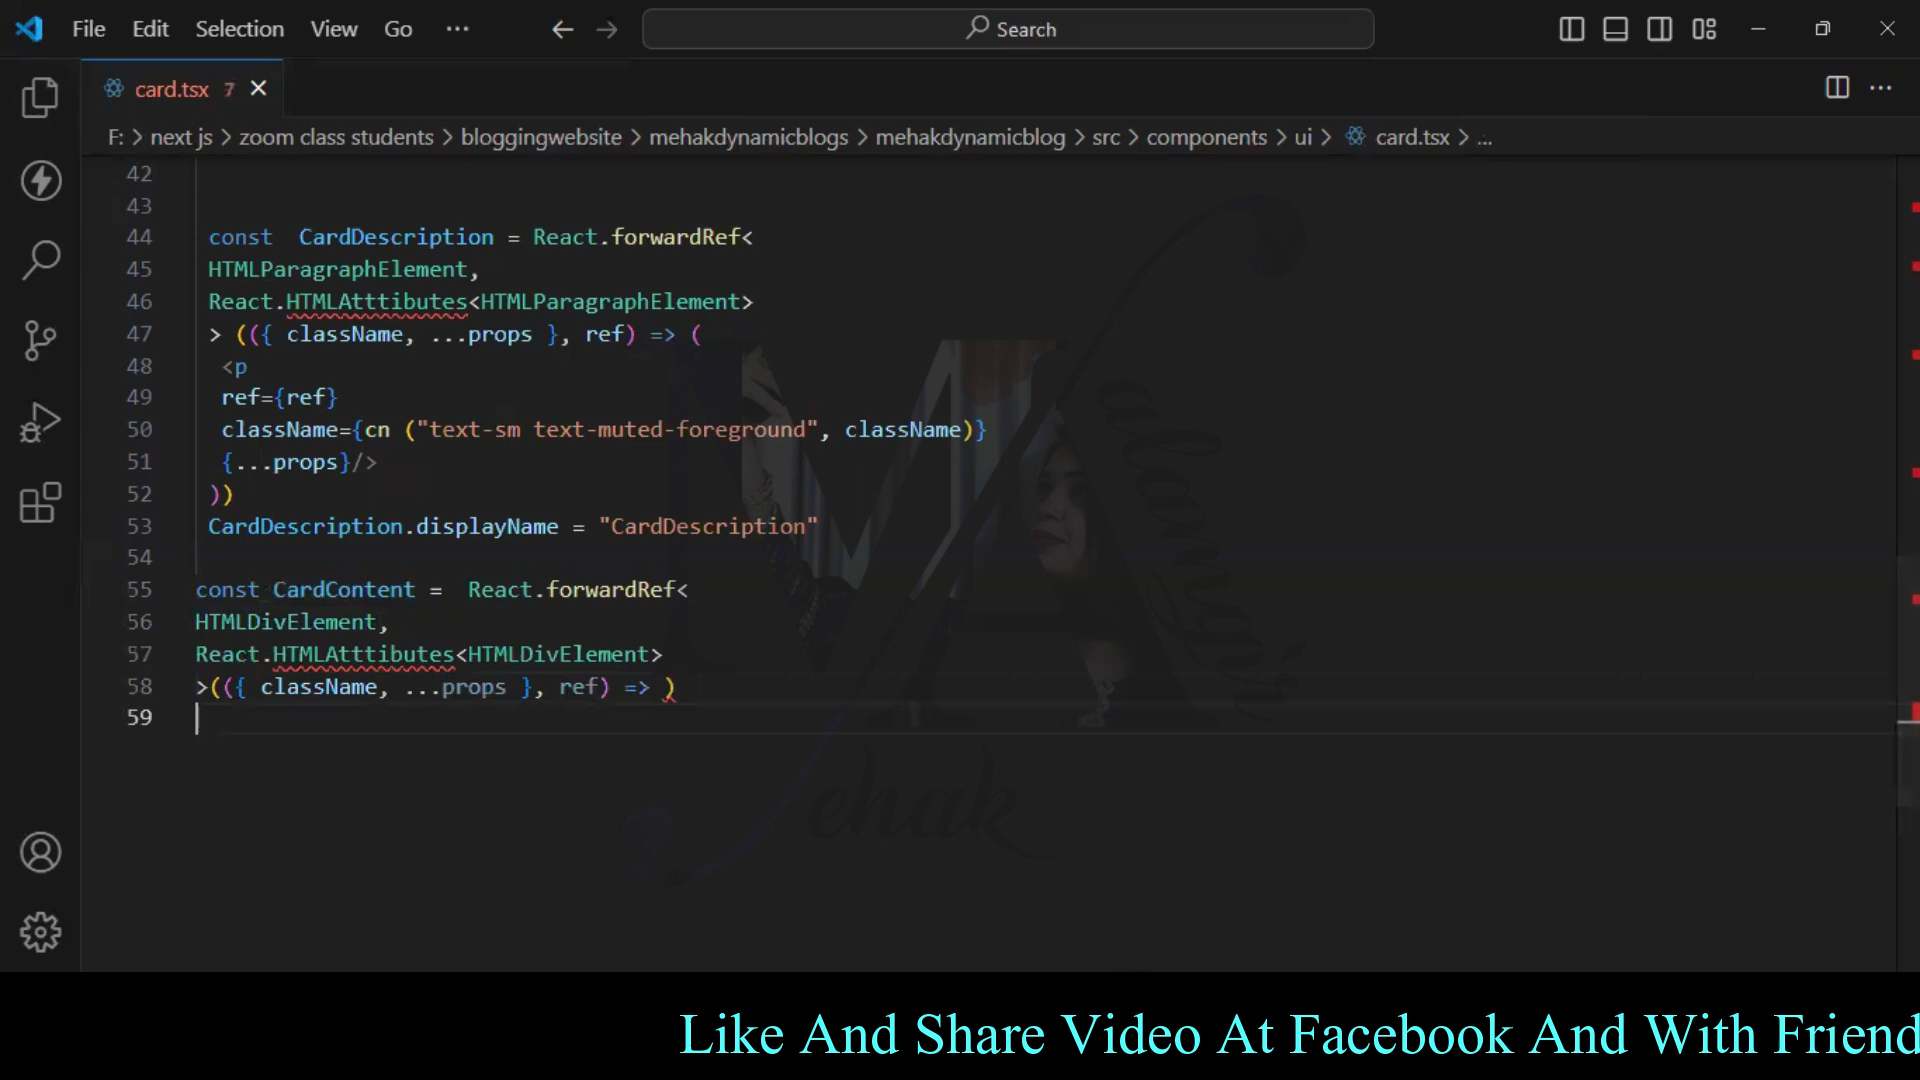 File Edit Selection View Go ··· Search
card.tsx 7
F: > next js > zoom class students > bloggingwebsite > mehakdynamicblogs > mehakdynamicblog > src > components > ui > card.tsx > ...
42
43
44 const CardDescription = React.forwardRef<
45 HTMLParagraphElement,
46 React.HTMLAtttibutes<HTMLParagraphElement>
47 > (({ className, ...props }, ref) => (
48 <p
49 ref={ref}
50 className={cn ("text-sm text-muted-foreground", className)}
51 {...props}/>
52 ))
53 CardDescription.displayName = "CardDescription"
54
55 const CardContent = React.forwardRef<
56 HTMLDivElement,
57 React.HTMLAtttibutes<HTMLDivElement>
58 >(({ className, ...props }, ref) => )
59
ehak
Like And Share Video At Facebook And With Friend